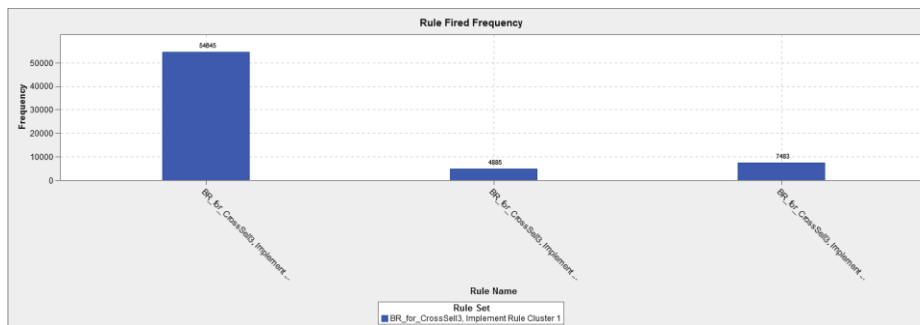 Rule Fired Frequency
54645
50000
40000
Frequency
30000
20000
10000
4885
7483
0
BR_for_CrossSell3, Implement ...
BR_for_CrossSell3, Implement ...
BR_for_CrossSell3, Implement ...
Rule Name
Rule Set
BR_for_CrossSell3, Implement Rule Cluster 1